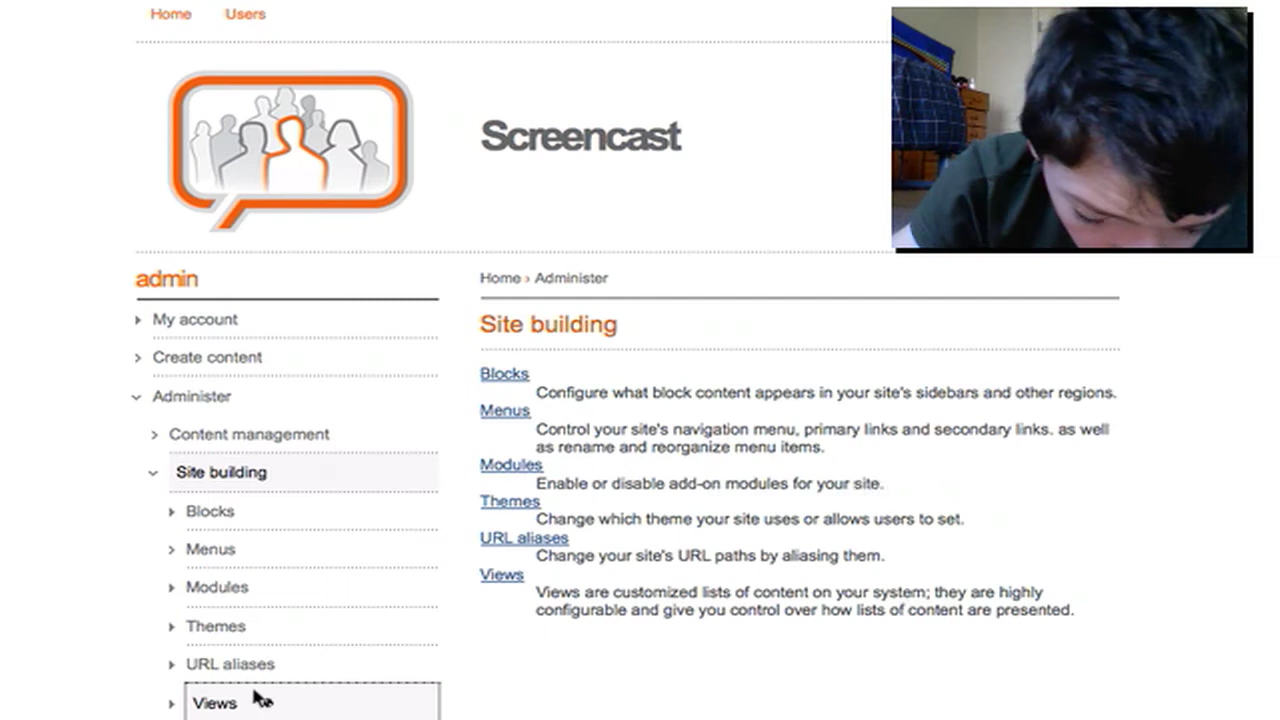 Home Users
Screencast
admin
My account
Create content
Administer
Content management
Site building
Blocks
Menus
Modules
Themes
URL aliases
Views
Home › Administer
Site building
Blocks
Configure what block content appears in your site's sidebars and other regions.
Menus
Control your site's navigation menu, primary links and secondary links. as well
as rename and reorganize menu items.
Modules
Enable or disable add-on modules for your site.
Themes
Change which theme your site uses or allows users to set.
URL aliases
Change your site's URL paths by aliasing them.
Views
Views are customized lists of content on your system; they are highly
configurable and give you control over how lists of content are presented.